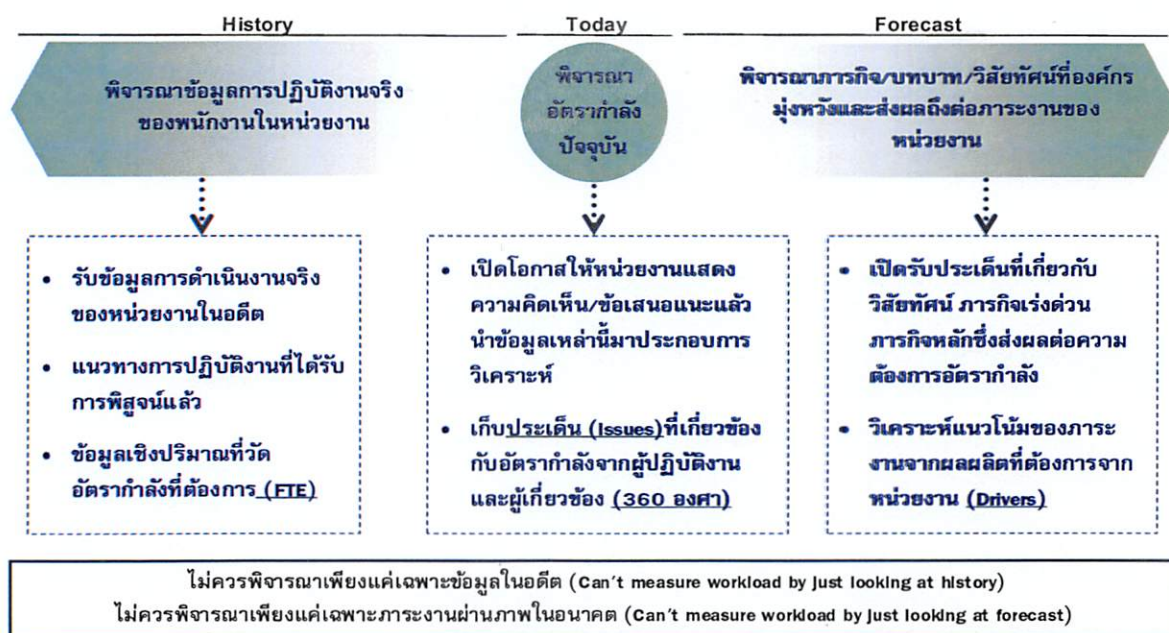 History
Today
Forecast
พิจารณาข้อมูลการปฏิบัติงานจริง
ของพนักงานในหน่วยงาน
พิจารณา
อัตรากำลัง
ปัจจุบัน
พิจารณาภารกิจ/บทบาท/วิสัยทัศน์ที่องค์กร
มุ่งหวังและส่งผลถึงต่อภาระงานของ
หน่วยงาน
• รับข้อมูลการดำเนินงานจริง
ของหน่วยงานในอดีต
• แนวทางการปฏิบัติงานที่ได้รับ
การพิสูจน์แล้ว
• ข้อมูลเชิงปริมาณที่วัด
อัตรากำลังที่ต้องการ (FTE)
• เปิดโอกาสให้หน่วยงานแสดง
ความคิดเห็น/ข้อเสนอแนะแล้ว
นำข้อมูลเหล่านี้มาประกอบการ
วิเคราะห์
• เก็บประเด็น (Issues)ที่เกี่ยวข้อง
กับอัตรากำลังจากผู้ปฏิบัติงาน
และผู้เกี่ยวข้อง (360 องศา)
• เปิดรับประเด็นที่เกี่ยวกับ
วิสัยทัศน์ ภารกิจเร่งด่วน
ภารกิจหลักซึ่งส่งผลต่อความ
ต้องการอัตรากำลัง
• วิเคราะห์แนวโน้มของภาระ
งานจากผลผลิตที่ต้องการจาก
หน่วยงาน (Drivers)
ไม่ควรพิจารณาเพียงแค่เฉพาะข้อมูลในอดีต (Can't measure workload by just looking at history)
ไม่ควรพิจารณาเพียงแค่เฉพาะภาระงานผ่านภาพในอนาคต (Can't measure workload by just looking at forecast)